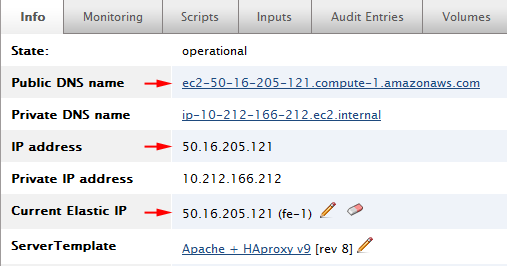 Info Monitoring Scripts Inputs Audit Entries Volumes
State: operational
Public DNS name ec2-50-16-205-121.compute-1.amazonaws.com
Private DNS name ip-10-212-166-212.ec2.internal
IP address 50.16.205.121
Private IP address 10.212.166.212
Current Elastic IP 50.16.205.121 (fe-1)
ServerTemplate Apache + HAproxy v9 [rev 8]